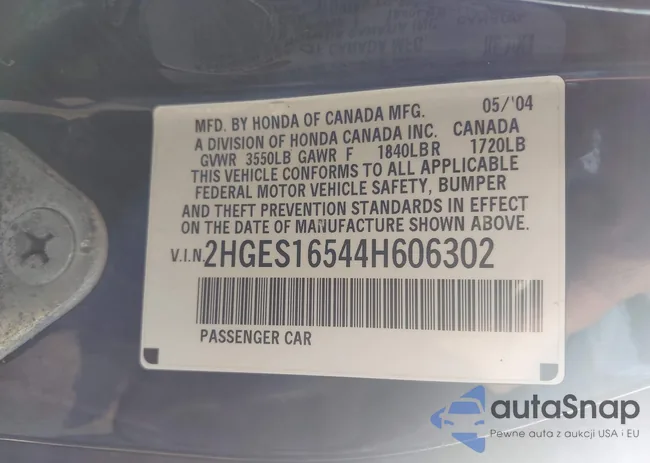 MFD. BY HONDA OF CANADA MFG. 05/'04
A DIVISION OF HONDA CANADA INC. CANADA
GVWR 3550LB GAWR F 1840LB R 1720LB
THIS VEHICLE CONFORMS TO ALL APPLICABLE
FEDERAL MOTOR VEHICLE SAFETY, BUMPER
AND THEFT PREVENTION STANDARDS IN EFFECT
ON THE DATE OF MANUFACTURE SHOWN ABOVE.
V.I.N. 2HGES16544H606302
PASSENGER CAR
autaSnap
Pewne auta z aukcji USA i EU